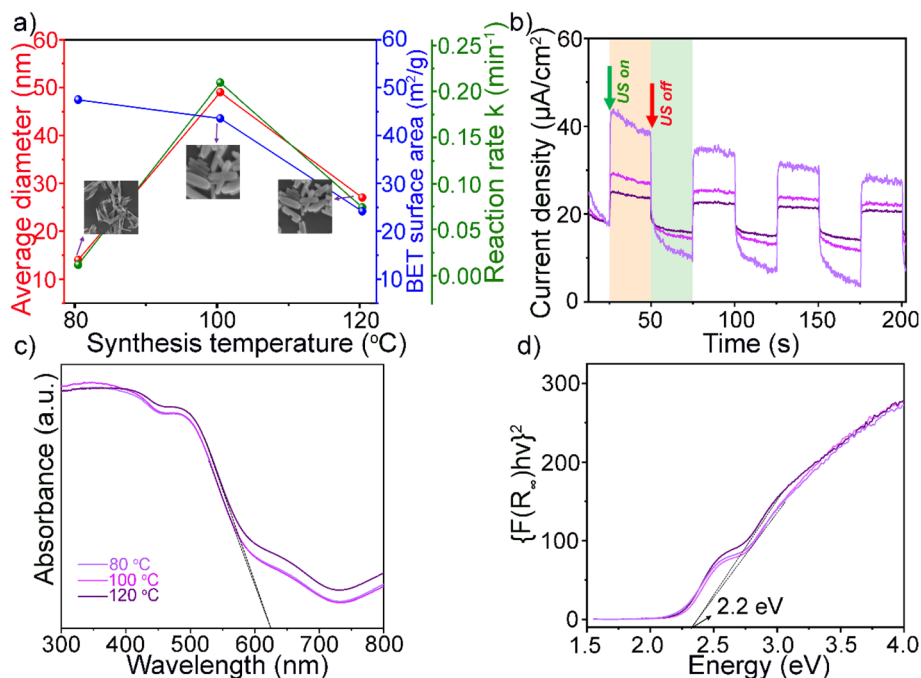 a)
60
50
40
30
20
10
Average diameter (nm)
60
50
40
30
20
10
0
BET surface area (m²/g)
0.25
0.20
0.15
0.10
0.05
0.00
Reaction rate k (min⁻¹)
80
100
120
Synthesis temperature (°C)
b)
60
40
20
0
Current density (µA/cm²)
US on
US off
0
50
100
150
200
Time (s)
c)
Absorbance (a.u.)
80 °C
100 °C
120 °C
300
400
500
600
700
800
Wavelength (nm)
d)
300
200
100
0
{F(R∞)hν}²
2.2 eV
1.5
2.0
2.5
3.0
3.5
4.0
Energy (eV)